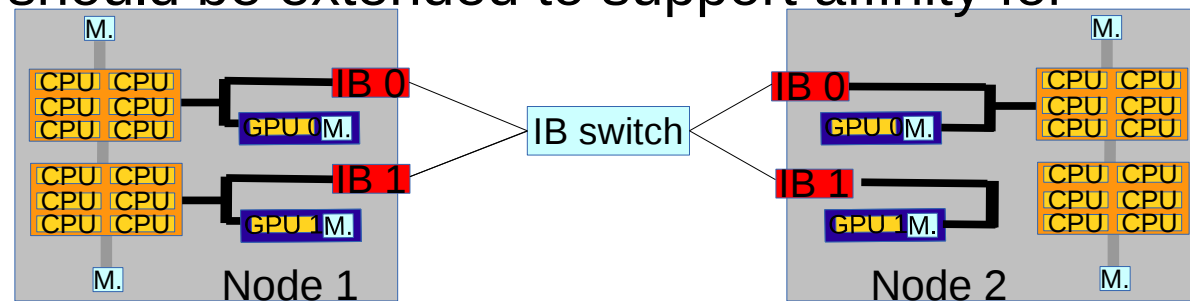 should be extended to support affinity for
M.
CPU CPU
CPU CPU
CPU CPU
IB 0
GPU 0 M.
CPU CPU
CPU CPU
CPU CPU
IB 1
GPU 1 M.
M.
Node 1
IB switch
M.
IB 0
CPU CPU
CPU CPU
CPU CPU
GPU 0 M.
IB 1
CPU CPU
CPU CPU
CPU CPU
GPU 1 M.
M.
Node 2